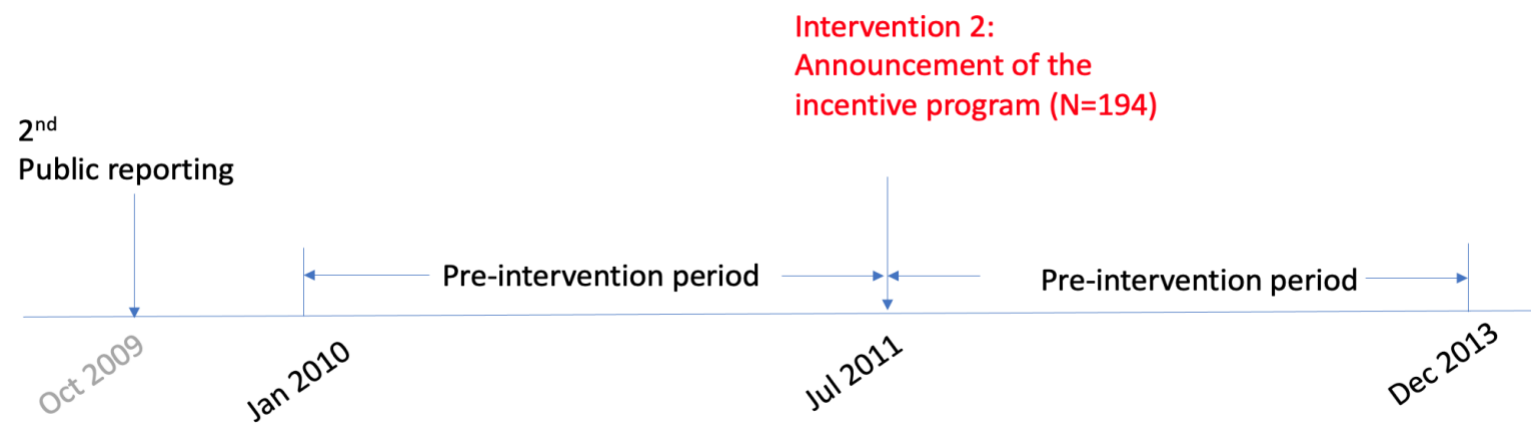 Intervention 2:
Announcement of the
incentive program (N=194)
2nd
Public reporting
Pre-intervention period
Pre-intervention period
Oct 2009
Jan 2010
Jul 2011
Dec 2013